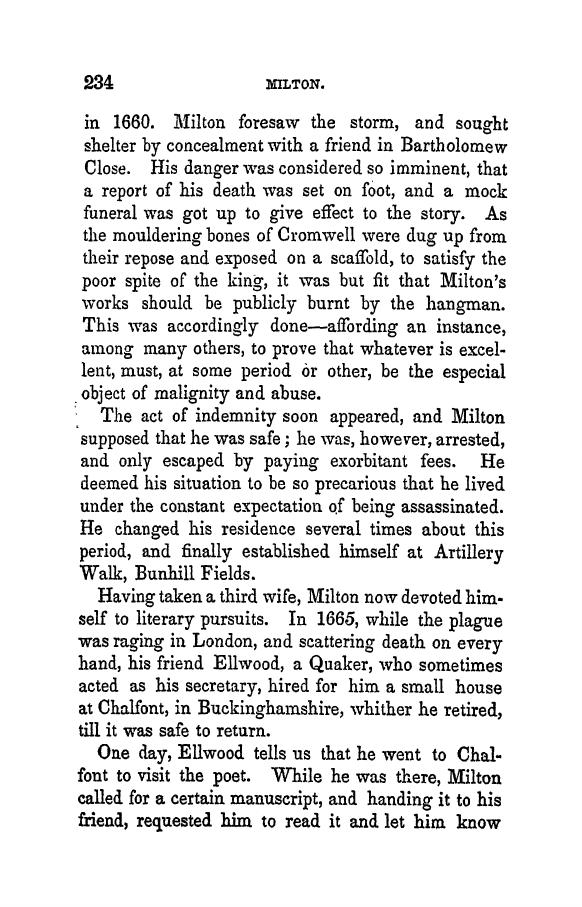 234 MILTON.
in 1660. Milton foresaw the storm, and sought
shelter by concealment with a friend in Bartholomew
Close. His danger was considered so imminent, that
a report of his death was set on foot, and a mock
funeral was got up to give effect to the story. As
the mouldering bones of Cromwell were dug up from
their repose and exposed on a scaffold, to satisfy the
poor spite of the king, it was but fit that Milton's
works should be publicly burnt by the hangman.
This was accordingly done—affording an instance,
among many others, to prove that whatever is excel-
lent, must, at some period or other, be the especial
object of malignity and abuse.
The act of indemnity soon appeared, and Milton
supposed that he was safe; he was, however, arrested,
and only escaped by paying exorbitant fees. He
deemed his situation to be so precarious that he lived
under the constant expectation of being assassinated.
He changed his residence several times about this
period, and finally established himself at Artillery
Walk, Bunhill Fields.
Having taken a third wife, Milton now devoted him-
self to literary pursuits. In 1665, while the plague
was raging in London, and scattering death on every
hand, his friend Ellwood, a Quaker, who sometimes
acted as his secretary, hired for him a small house
at Chalfont, in Buckinghamshire, whither he retired,
till it was safe to return.
One day, Ellwood tells us that he went to Chal-
font to visit the poet. While he was there, Milton
called for a certain manuscript, and handing it to his
friend, requested him to read it and let him know